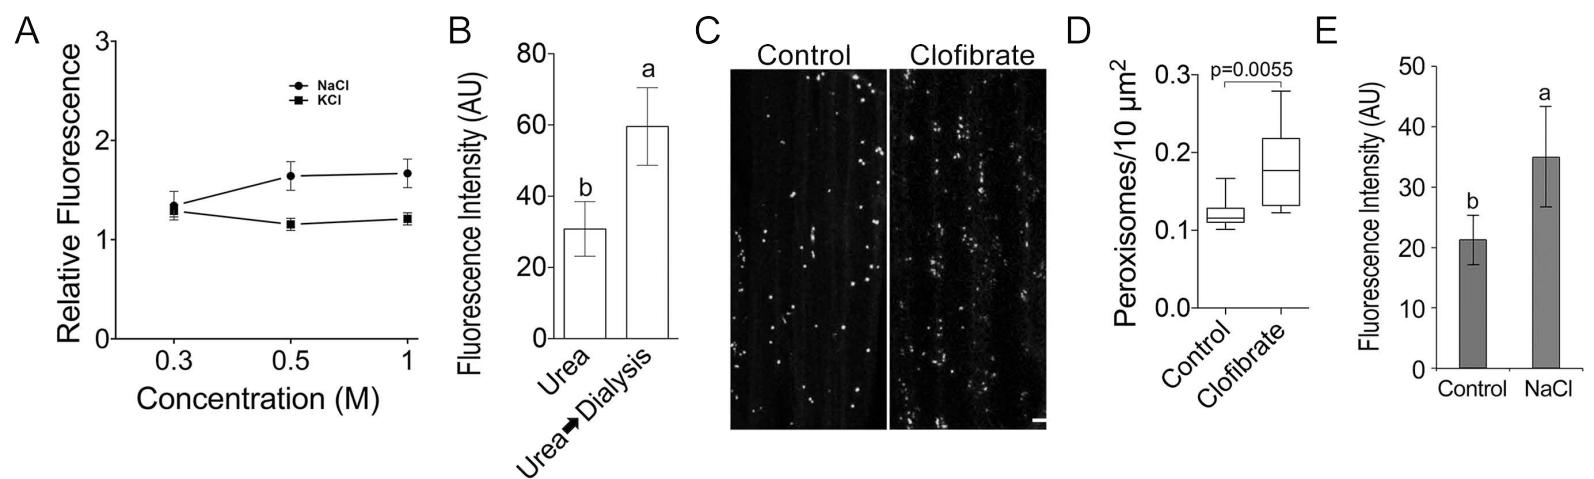 A
Relative Fluorescence
3
2
1
0
NaCl
KCl
0.3 0.5 1
Concentration (M)
B
Fluorescence Intensity (AU)
80
60
40
20
0
b
a
Urea
Urea➡Dialysis
C
Control
Clofibrate
D
Peroxisomes/10 µm²
0.3
0.2
0.1
0.0
p=0.0055
Control
Clofibrate
E
Fluorescence Intensity (AU)
50
40
30
20
10
0
b
a
Control NaCl